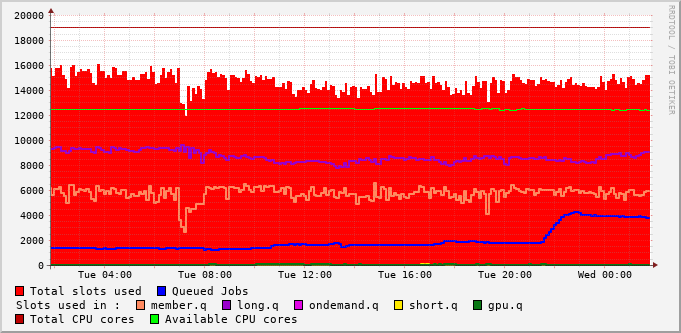 20000
18000
16000
14000
12000
10000
8000
6000
4000
2000
0
Tue 04:00 Tue 08:00 Tue 12:00 Tue 16:00 Tue 20:00 Wed 00:00
RRDTOOL / TOBI OETIKER
Total slots used Queued Jobs
Slots used in : member.q long.q ondemand.q short.q gpu.q
Total CPU cores Available CPU cores